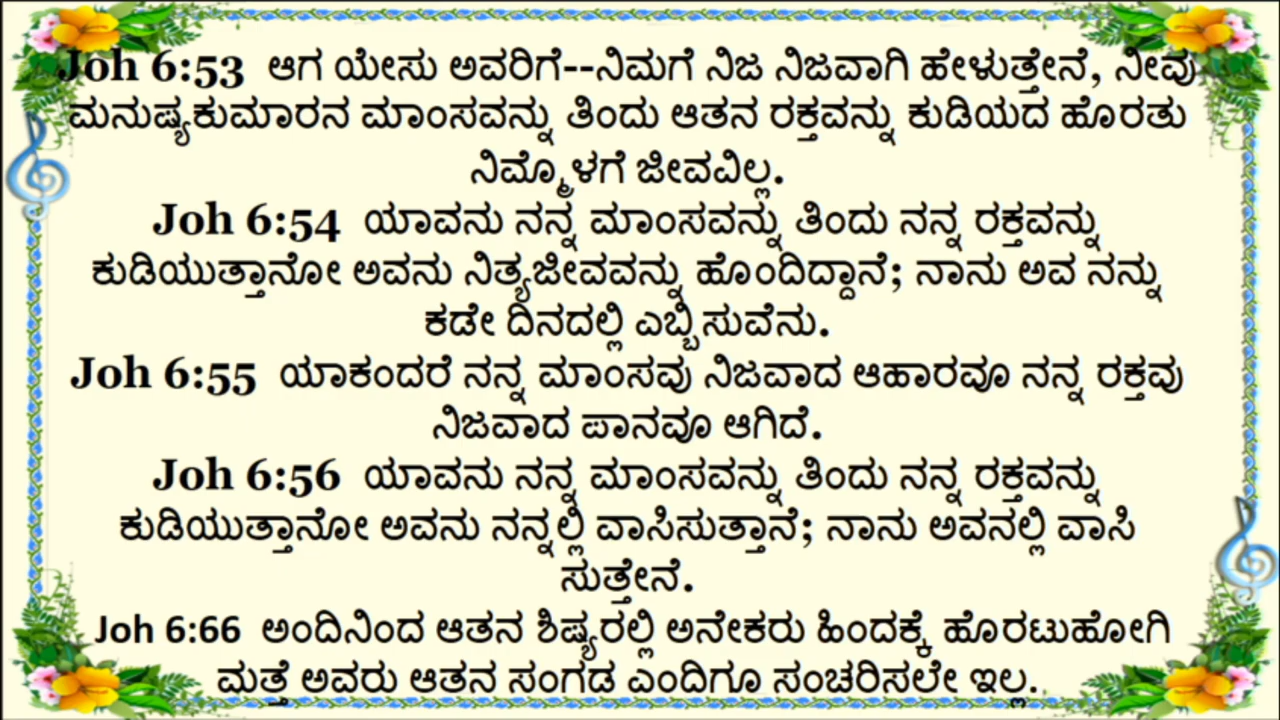 Joh 6:53 ಆಗ ಯೇಸು ಅವರಿಗೆ--ನಿಮಗೆ ನಿಜ ನಿಜವಾಗಿ ಹೇಳುತ್ತೇನೆ, ನೀವು
ಮನುಷ್ಯಕುಮಾರನ ಮಾಂಸವನ್ನು ತಿಂದು ಆತನ ರಕ್ತವನ್ನು ಕುಡಿಯದ ಹೊರತು
ನಿಮ್ಮೊಳಗೆ ಜೀವವಿಲ್ಲ.
Joh 6:54 ಯಾವನು ನನ್ನ ಮಾಂಸವನ್ನು ತಿಂದು ನನ್ನ ರಕ್ತವನ್ನು
ಕುಡಿಯುತ್ತಾನೋ ಅವನು ನಿತ್ಯಜೀವವನ್ನು ಹೊಂದಿದ್ದಾನೆ; ನಾನು ಅವ ನನ್ನು
ಕಡೇ ದಿನದಲ್ಲಿ ಎಬ್ಬಿಸುವೆನು.
Joh 6:55 ಯಾಕಂದರೆ ನನ್ನ ಮಾಂಸವು ನಿಜವಾದ ಆಹಾರವೂ ನನ್ನ ರಕ್ತವು
ನಿಜವಾದ ಪಾನವೂ ಆಗಿದೆ.
Joh 6:56 ಯಾವನು ನನ್ನ ಮಾಂಸವನ್ನು ತಿಂದು ನನ್ನ ರಕ್ತವನ್ನು
ಕುಡಿಯುತ್ತಾನೋ ಅವನು ನನ್ನಲ್ಲಿ ವಾಸಿಸುತ್ತಾನೆ; ನಾನು ಅವನಲ್ಲಿ ವಾಸಿ
ಸುತ್ತೇನೆ.
Joh 6:66 ಅಂದಿನಿಂದ ಆತನ ಶಿಷ್ಯರಲ್ಲಿ ಅನೇಕರು ಹಿಂದಕ್ಕೆ ಹೊರಟುಹೋಗಿ
ಮತ್ತೆ ಅವರು ಆತನ ಸಂಗಡ ಎಂದಿಗೂ ಸಂಚರಿಸಲೇ ಇಲ್ಲ.